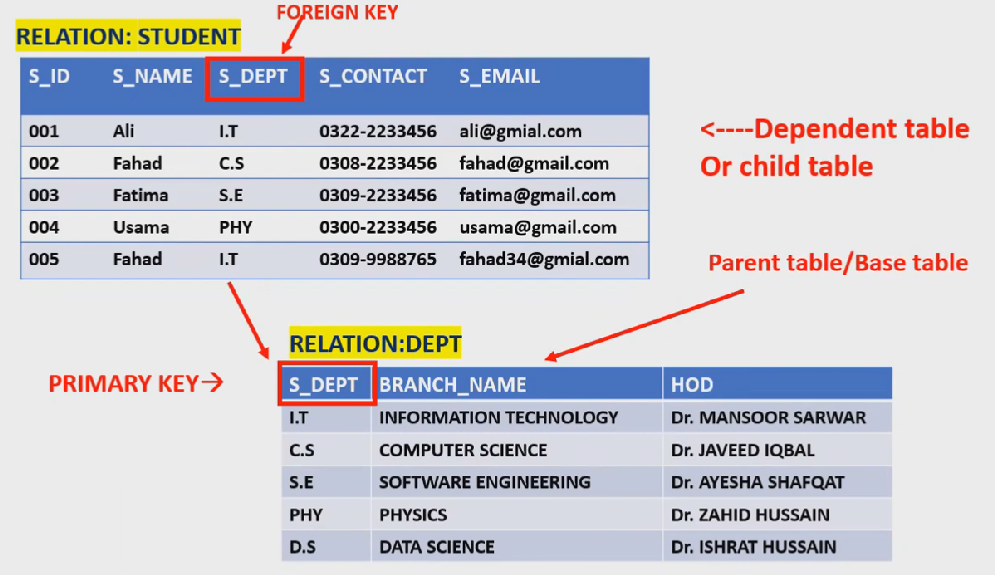 FOREIGN KEY
RELATION: STUDENT
S_ID S_NAME S_DEPT S_CONTACT S_EMAIL
001 Ali I.T 0322-2233456 ali@gmial.com
002 Fahad C.S 0308-2233456 fahad@gmail.com
003 Fatima S.E 0309-2233456 fatima@gmail.com
004 Usama PHY 0300-2233456 usama@gmail.com
005 Fahad I.T 0309-9988765 fahad34@gmial.com
<----Dependent table
Or child table
Parent table/Base table
RELATION:DEPT
PRIMARY KEY→
S_DEPT BRANCH_NAME HOD
I.T INFORMATION TECHNOLOGY Dr. MANSOOR SARWAR
C.S COMPUTER SCIENCE Dr. JAVEED IQBAL
S.E SOFTWARE ENGINEERING Dr. AYESHA SHAFQAT
PHY PHYSICS Dr. ZAHID HUSSAIN
D.S DATA SCIENCE Dr. ISHRAT HUSSAIN